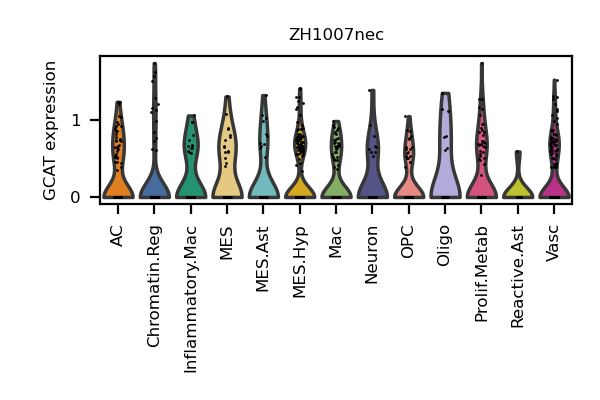 ZH1007nec
GCAT expression
1
0
AC
Chromatin.Reg
Inflammatory.Mac
MES
MES.Ast
MES.Hyp
Mac
Neuron
OPC
Oligo
Prolif.Metab
Reactive.Ast
Vasc